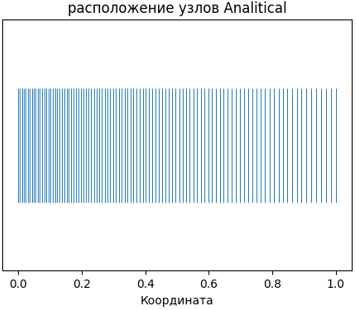 расположение узлов Analitical
0.0 0.2 0.4 0.6 0.8 1.0
Координата